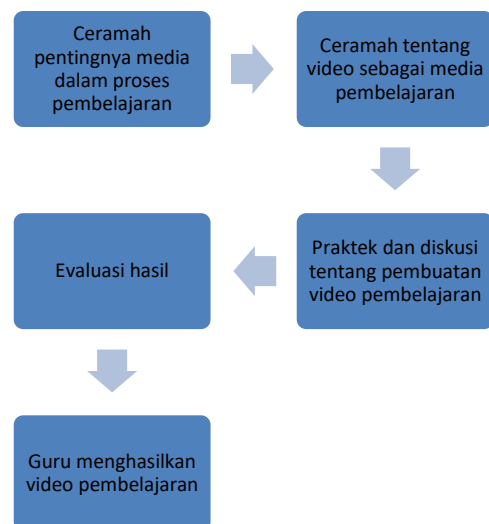 Ceramah
pentingnya media
dalam proses
pembelajaran
Ceramah tentang
video sebagai media
pembelajaran
Praktek dan diskusi
tentang pembuatan
video pembelajaran
Evaluasi hasil
Guru menghasilkan
video pembelajaran